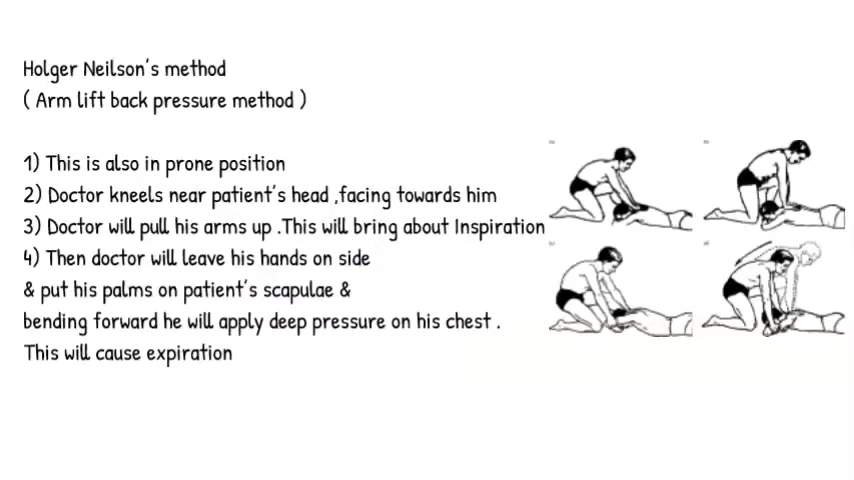 Holger Neilson's method
( Arm lift back pressure method )
1) This is also in prone position
2) Doctor kneels near patient's head ,facing towards him
3) Doctor will pull his arms up .This will bring about Inspiration
4) Then doctor will leave his hands on side
& put his palms on patient's scapulae &
bending forward he will apply deep pressure on his chest .
This will cause expiration